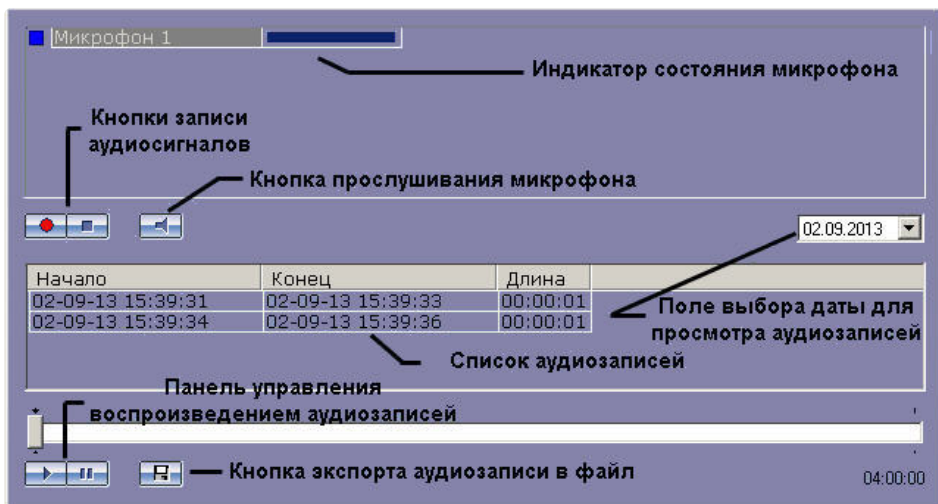 Микрофон 1
Индикатор состояния микрофона
Кнопки записи
аудиосигналов
Кнопка прослушивания микрофона
02.09.2013
Начало Конец Длина
02-09-13 15:39:31 02-09-13 15:39:33 00:00:01
02-09-13 15:39:34 02-09-13 15:39:36 00:00:01
Поле выбора даты для
просмотра аудиозаписей
Список аудиозаписей
Панель управления
воспроизведением аудиозаписей
Кнопка экспорта аудиозаписи в файл
04:00:00